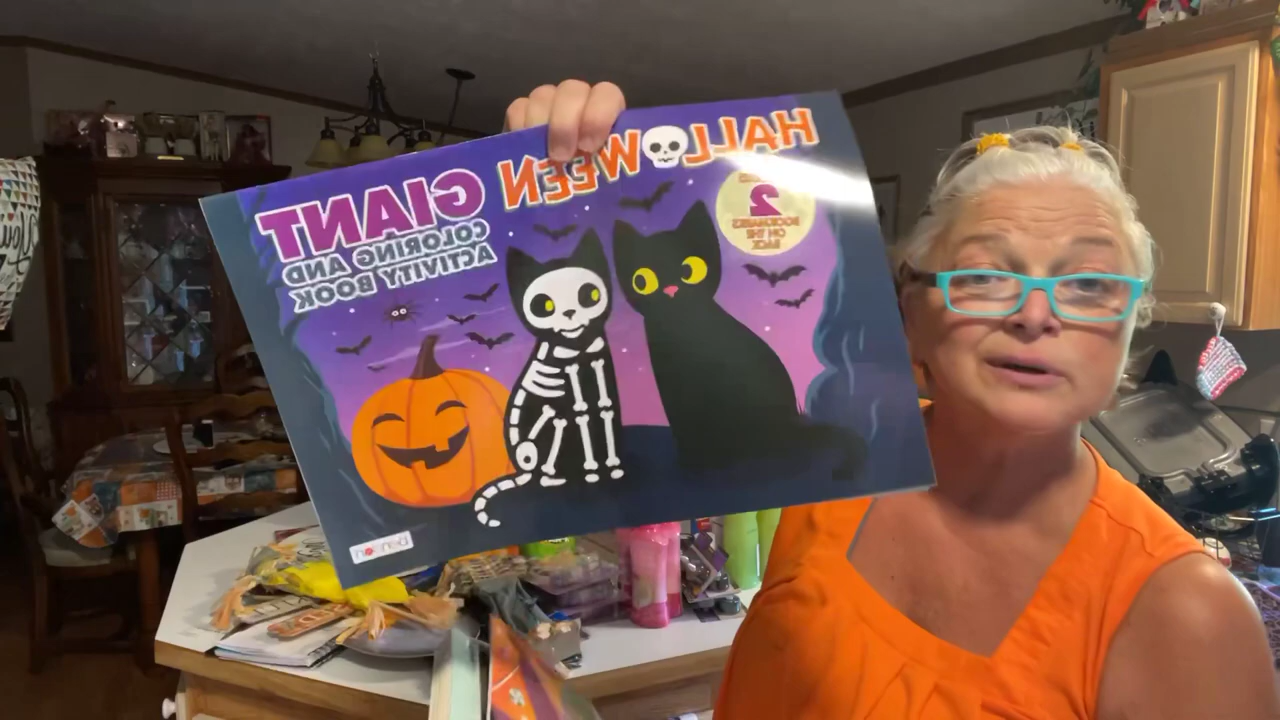 HALLOWEEN GIANT
COLORING AND
ACTIVITY BOOK
2
BOOKMARKS
ON THE
BACK
bendon